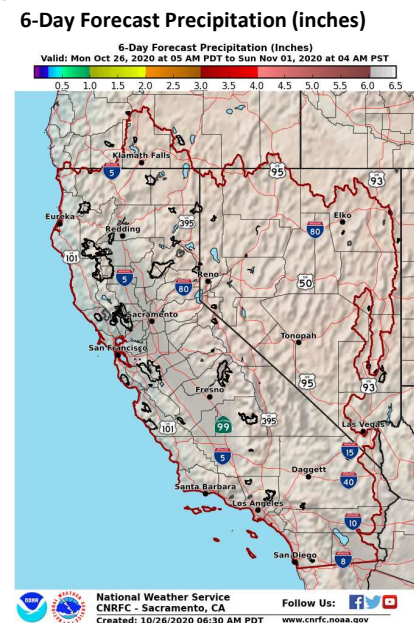 6-Day Forecast Precipitation (inches)
6-Day Forecast Precipitation (Inches)
Valid: Mon Oct 26, 2020 at 05 AM PDT to Sun Nov 01, 2020 at 04 AM PST
0.5 1.0 1.5 2.0 2.5 3.0 3.5 4.0 4.5 5.0 5.5 6.0 6.5
Klamath Falls
5
95
93
Eureka
Redding
395
Elko
80
101
5
Reno
80
50
Sacramento
San Francisco
Tonopah
Fresno
95
93
101
99
395
Las Vegas
5
15
Daggett
40
Santa Barbara
Los Angeles
10
San Diego
8
NOAA
National Weather Service
CNRFC - Sacramento, CA
Follow Us:
Created: 10/26/2020 06:30 AM PDT
www.cnrfc.noaa.gov